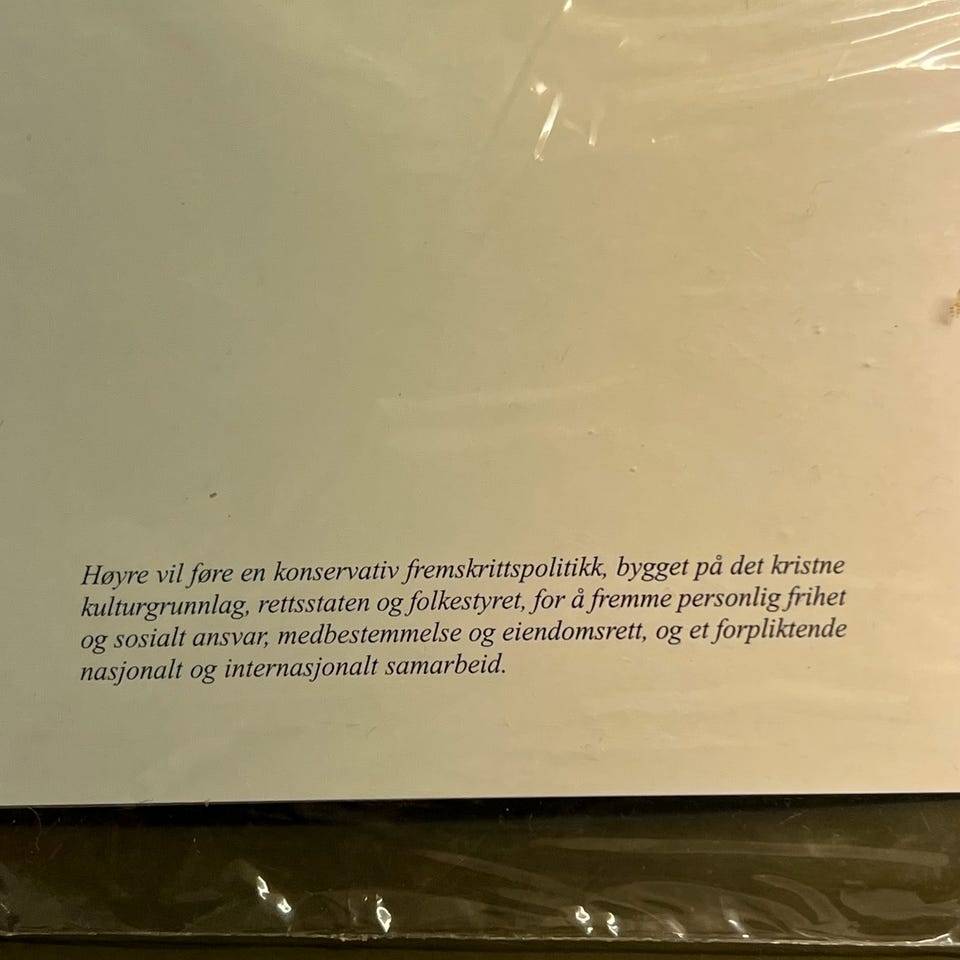 Høyre vil føre en konservativ fremskrittspolitikk, bygget på det kristne
kulturgrunnlag, rettsstaten og folkestyret, for å fremme personlig frihet
og sosialt ansvar, medbestemmelse og eiendomsrett, og et forpliktende
nasjonalt og internasjonalt samarbeid.